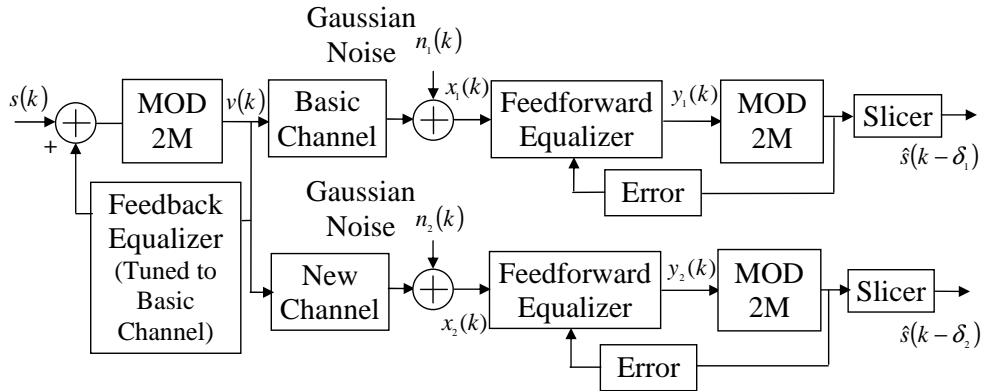 Gaussian
Noise n₁(k)
s(k)
+
MOD
2M
v(k)
Basic
Channel
x₁(k)
Feedforward
Equalizer
y₁(k)
MOD
2M
Slicer
ŝ(k − δ₁)
Error
Feedback
Equalizer
(Tuned to
Basic
Channel)
Gaussian
Noise n₂(k)
New
Channel
x₂(k)
Feedforward
Equalizer
y₂(k)
MOD
2M
Slicer
ŝ(k − δ₂)
Error